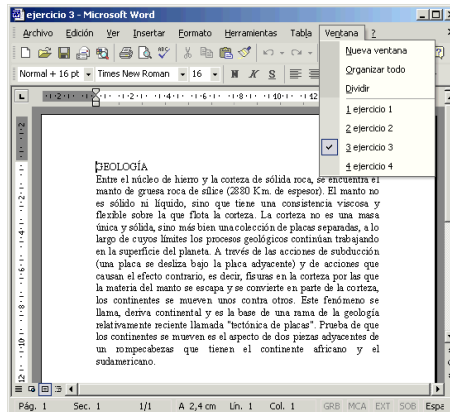 ejercicio 3 - Microsoft Word
Archivo Edición Ver Insertar Formato Herramientas Tabla Ventana ?
Normal + 16 pt Times New Roman 16 N K S
Nueva ventana
Organizar todo
Dividir
1 ejercicio 1
2 ejercicio 2
3 ejercicio 3
4 ejercicio 4
GEOLOGÍA
Entre el núcleo de hierro y la corteza de sólida roca, se encuentra el
manto de gruesa roca de sílice (2880 Km. de espesor). El manto no
es sólido ni líquido, sino que tiene una consistencia viscosa y
flexible sobre la que flota la corteza. La corteza no es una masa
única y sólida, sino más bien una colección de placas separadas, a lo
largo de cuyos límites los procesos geológicos continúan trabajando
en la superficie del planeta. A trevés de las acciones de subducción
(una placa se desliza bajo la placa adyacente) y de acciones que
causan el efecto contrario, es decir, fisuras en la corteza por las que
la materia del manto se escapa y se convierte en parte de la corteza,
los continentes se mueven unos contra otros. Este fenómeno se
llama, deriva continental y es la base de una rama de la geología
relativamente reciente llamada "tectónica de placas". Prueba de que
los continentes se mueven es el aspecto de dos piezas adyacentes de
un rompecabezas que tienen el continente africano y el
sudamericano.
Pág. 1 Sec. 1 1/1 A 2,4 cm Lín. 1 Col. 1 GRB MCA EXT SOB Espa